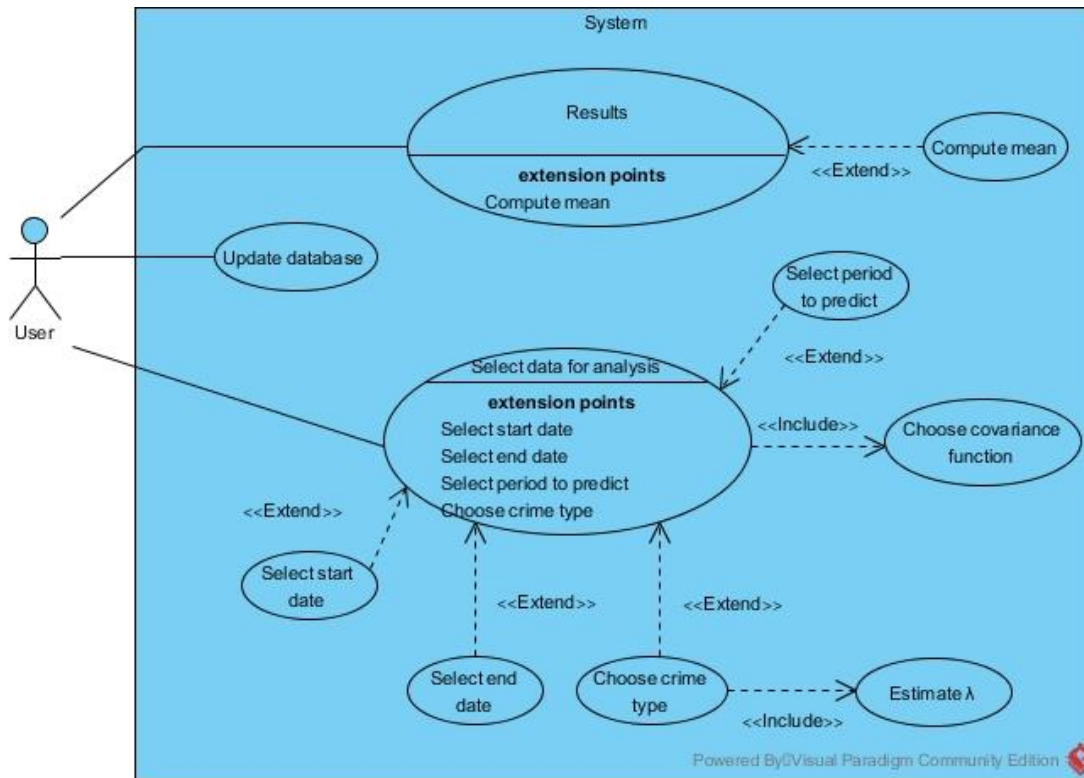 System
Results
extension points
Compute mean
Compute mean
<<Extend>>
Update database
User
Select period
to predict
<<Extend>>
Select data for analysis
extension points
Select start date
Select end date
Select period to predict
Choose crime type
<<Include>>
Choose covariance
function
<<Extend>>
Select start
date
<<Extend>>
<<Extend>>
Select end
date
Choose crime
type
<<Include>>
Estimate λ
Powered By▯Visual Paradigm Community Edition